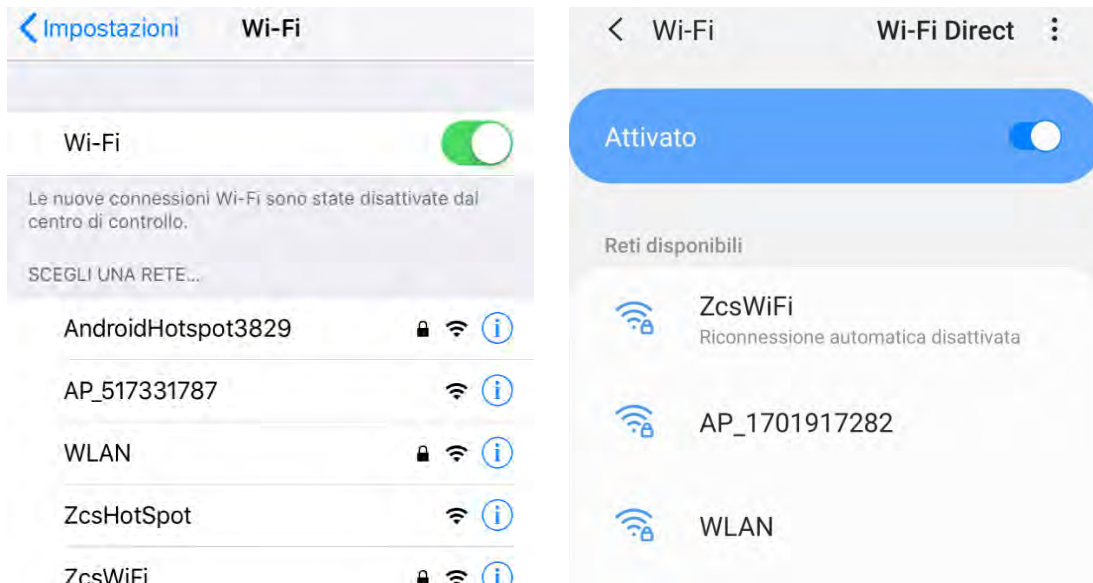 Impostazioni
Wi-Fi
Wi-Fi
Le nuove connessioni Wi-Fi sono state disattivate dal
centro di controllo.
SCEGLI UNA RETE...
AndroidHotspot3829
AP_517331787
WLAN
ZcsHotSpot
ZcsWiFi
Wi-Fi
Wi-Fi Direct
Attivato
Reti disponibili
ZcsWiFi
Riconnessione automatica disattivata
AP_1701917282
WLAN